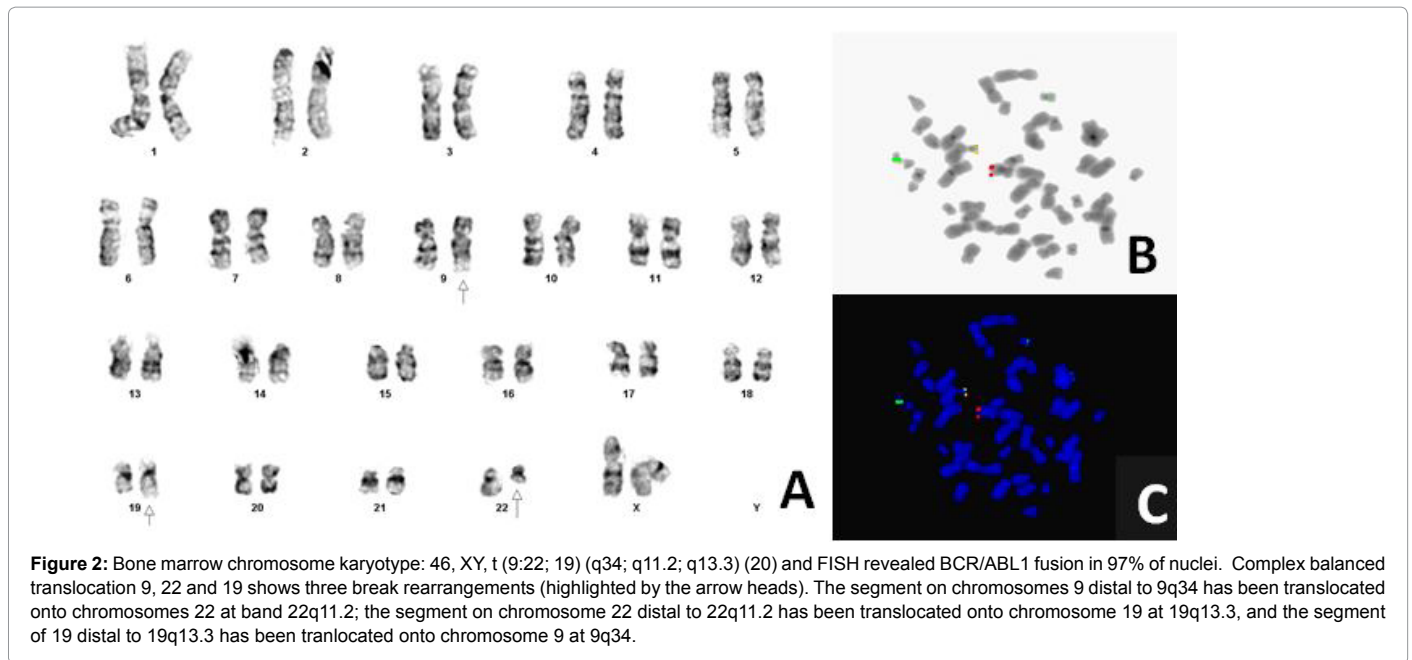 1 2 3 4 5
6 7 8 9 10 11 12
13 14 15 16 17 18
19 20 21 22 X Y
A
B
C
Figure 2: Bone marrow chromosome karyotype: 46, XY, t (9:22; 19) (q34; q11.2; q13.3) (20) and FISH revealed BCR/ABL1 fusion in 97% of nuclei. Complex balanced
translocation 9, 22 and 19 shows three break rearrangements (highlighted by the arrow heads). The segment on chromosomes 9 distal to 9q34 has been translocated
onto chromosomes 22 at band 22q11.2; the segment on chromosome 22 distal to 22q11.2 has been translocated onto chromosome 19 at 19q13.3, and the segment
of 19 distal to 19q13.3 has been tranlocated onto chromosome 9 at 9q34.